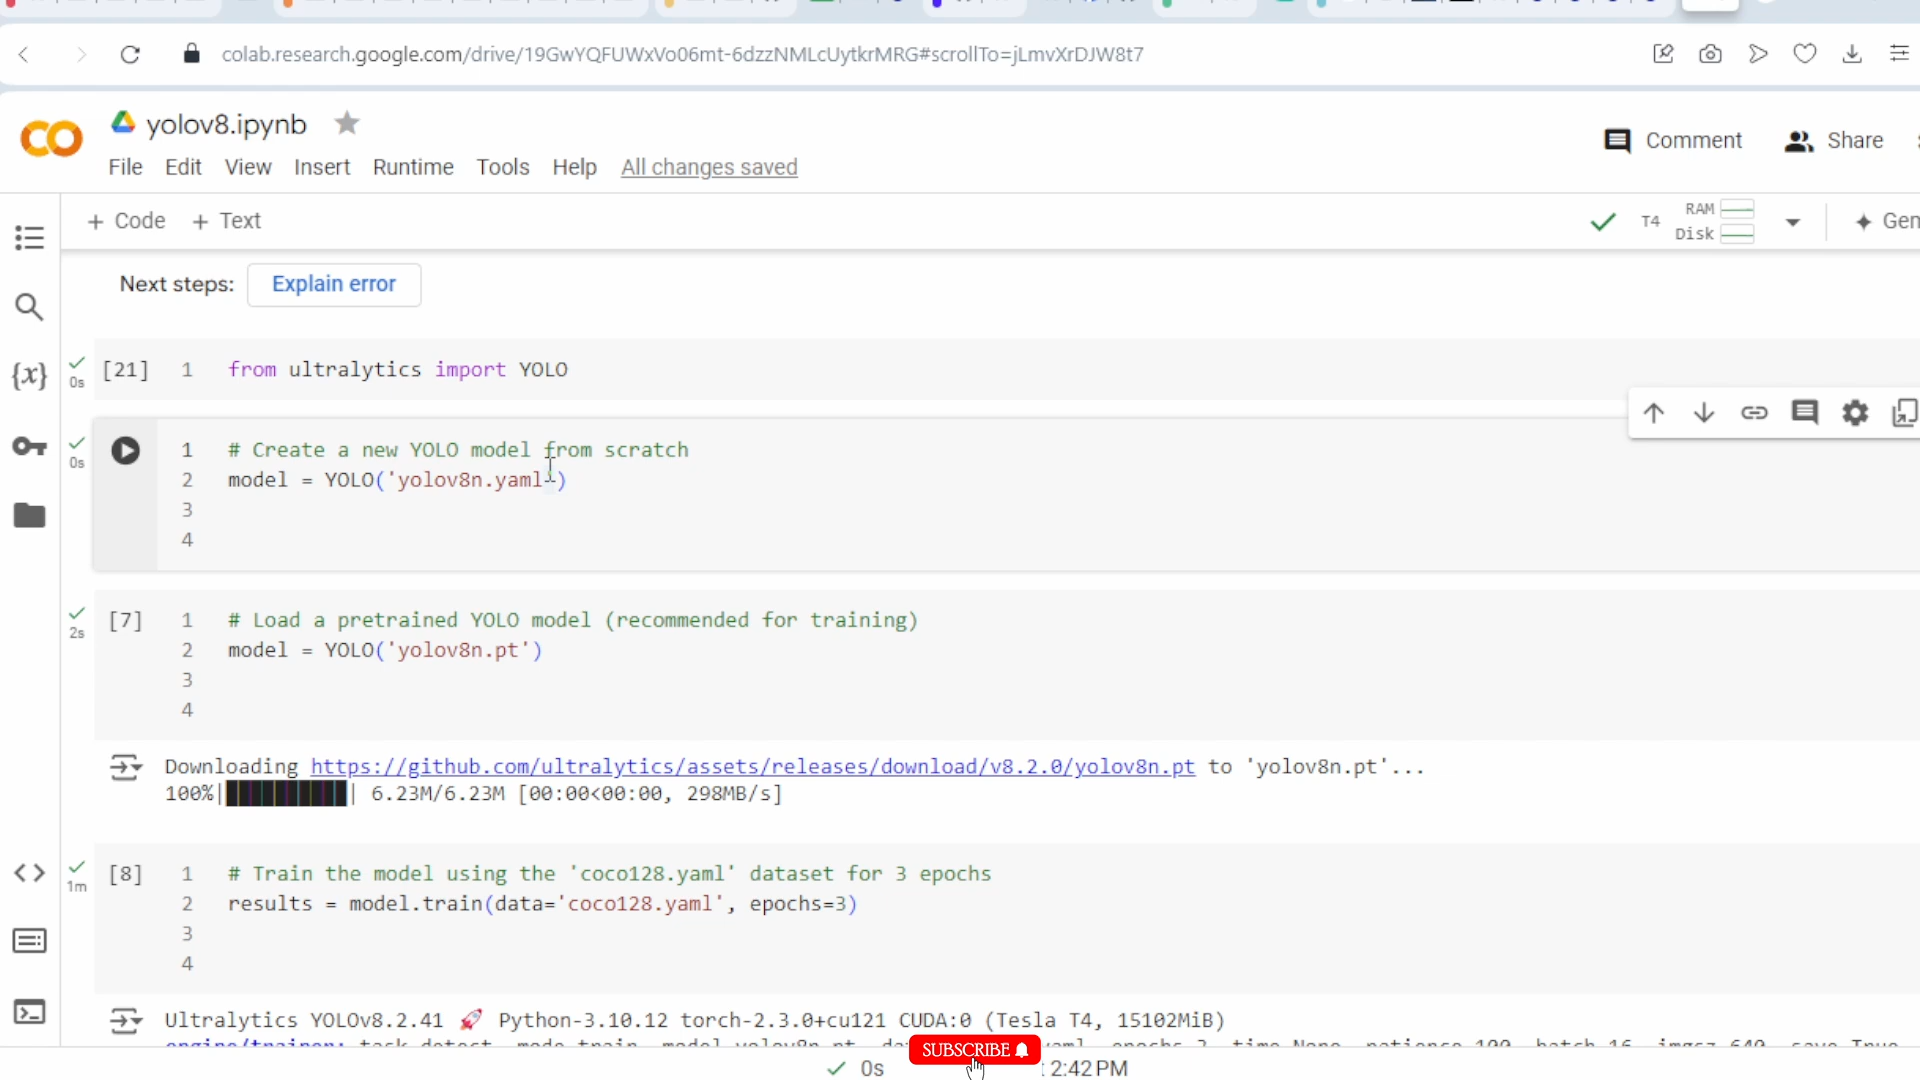 colab.research.google.com/drive/19GwYQFUWxVo06mt-6dzzNMLcUytkrMRG#scrollTo=jLmvXrDJW8t7
yolov8.ipynb
Comment
Share
File Edit View Insert Runtime Tools Help All changes saved
+ Code + Text
T4
RAM
Disk
Next steps: Explain error
0s
[21] 1 from ultralytics import YOLO
0s
1 # Create a new YOLO model from scratch
2 model = YOLO('yolov8n.yaml')
3
4
2s
[7] 1 # Load a pretrained YOLO model (recommended for training)
2 model = YOLO('yolov8n.pt')
3
4
Downloading https://github.com/ultralytics/assets/releases/download/v8.2.0/yolov8n.pt to 'yolov8n.pt'...
100%|██████████| 6.23M/6.23M [00:00<00:00, 298MB/s]
1m
[8] 1 # Train the model using the 'coco128.yaml' dataset for 3 epochs
2 results = model.train(data='coco128.yaml', epochs=3)
3
4
Ultralytics YOLOv8.2.41 🚀 Python-3.10.12 torch-2.3.0+cu121 CUDA:0 (Tesla T4, 15102MiB)
SUBSCRIBE
0s
2:42 PM